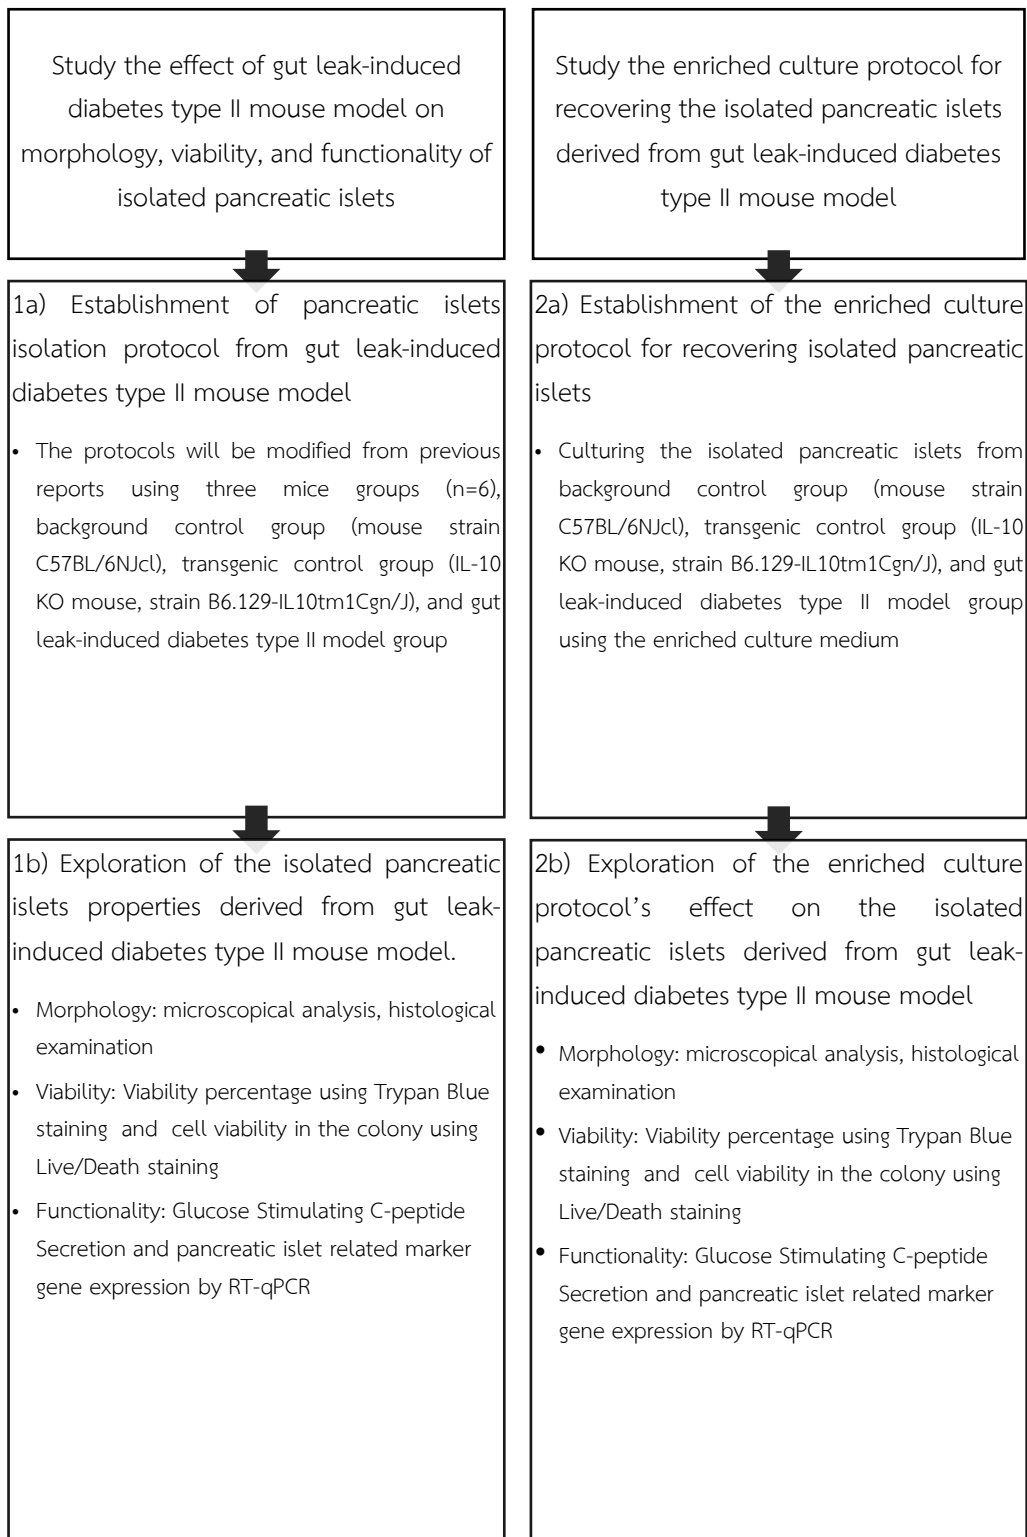 Study the effect of gut leak-induced
diabetes type II mouse model on
morphology, viability, and functionality of
isolated pancreatic islets
1a) Establishment of pancreatic islets
isolation protocol from gut leak-induced
diabetes type II mouse model
• The protocols will be modified from previous
reports using three mice groups (n=6),
background control group (mouse strain
C57BL/6NJcl), transgenic control group (IL-10
KO mouse, strain B6.129-IL10tm1Cgn/J), and gut
leak-induced diabetes type II model group
1b) Exploration of the isolated pancreatic
islets properties derived from gut leak-
induced diabetes type II mouse model.
• Morphology: microscopical analysis, histological
examination
• Viability: Viability percentage using Trypan Blue
staining and cell viability in the colony using
Live/Death staining
• Functionality: Glucose Stimulating C-peptide
Secretion and pancreatic islet related marker
gene expression by RT-qPCR
Study the enriched culture protocol for
recovering the isolated pancreatic islets
derived from gut leak-induced diabetes
type II mouse model
2a) Establishment of the enriched culture
protocol for recovering isolated pancreatic
islets
• Culturing the isolated pancreatic islets from
background control group (mouse strain
C57BL/6NJcl), transgenic control group (IL-10
KO mouse, strain B6.129-IL10tm1Cgn/J), and gut
leak-induced diabetes type II model group
using the enriched culture medium
2b) Exploration of the enriched culture
protocol’s effect on the isolated
pancreatic islets derived from gut leak-
induced diabetes type II mouse model
• Morphology: microscopical analysis, histological
examination
• Viability: Viability percentage using Trypan Blue
staining and cell viability in the colony using
Live/Death staining
• Functionality: Glucose Stimulating C-peptide
Secretion and pancreatic islet related marker
gene expression by RT-qPCR